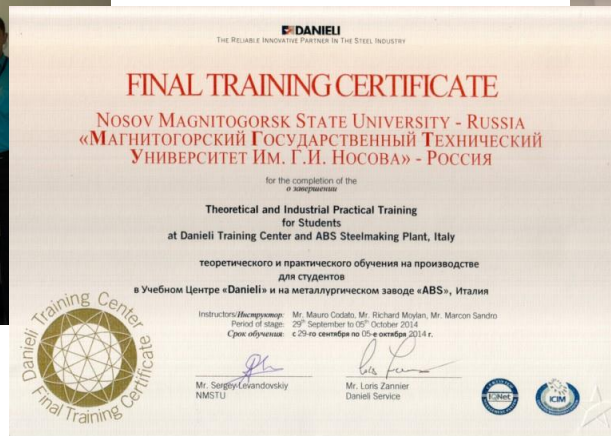 DANIELI
THE RELIABLE INNOVATIVE PARTNER IN THE STEEL INDUSTRY
FINAL TRAINING CERTIFICATE
NOSOV MAGNITOGORSK STATE UNIVERSITY - RUSSIA
«МАГНИТОГОРСКИЙ ГОСУДАРСТВЕННЫЙ ТЕХНИЧЕСКИЙ
УНИВЕРСИТЕТ ИМ. Г.И. НОСОВА» - РОССИЯ
for the completion of the
о завершении
Theoretical and Industrial Practical Training
for Students
at Danieli Training Center and ABS Steelmaking Plant, Italy
теоретического и практического обучения на производстве
для студентов
в Учебном Центре «Danieli» и на металлургическом заводе «ABS», Италия
Instructors/Инструктор: Mr. Mauro Codato, Mr. Richard Moylan, Mr. Marcon Sandro
Period of stage: 29th September to 05th October 2014
Срок обучения: с 29-го сентября по 05-е октября 2014 г.
Danieli Training Center
Final Training Certificate
Mr. Sergey Levandovskiy
NMSTU
Mr. Loris Zannier
Danieli Service
IQNet
ICIM